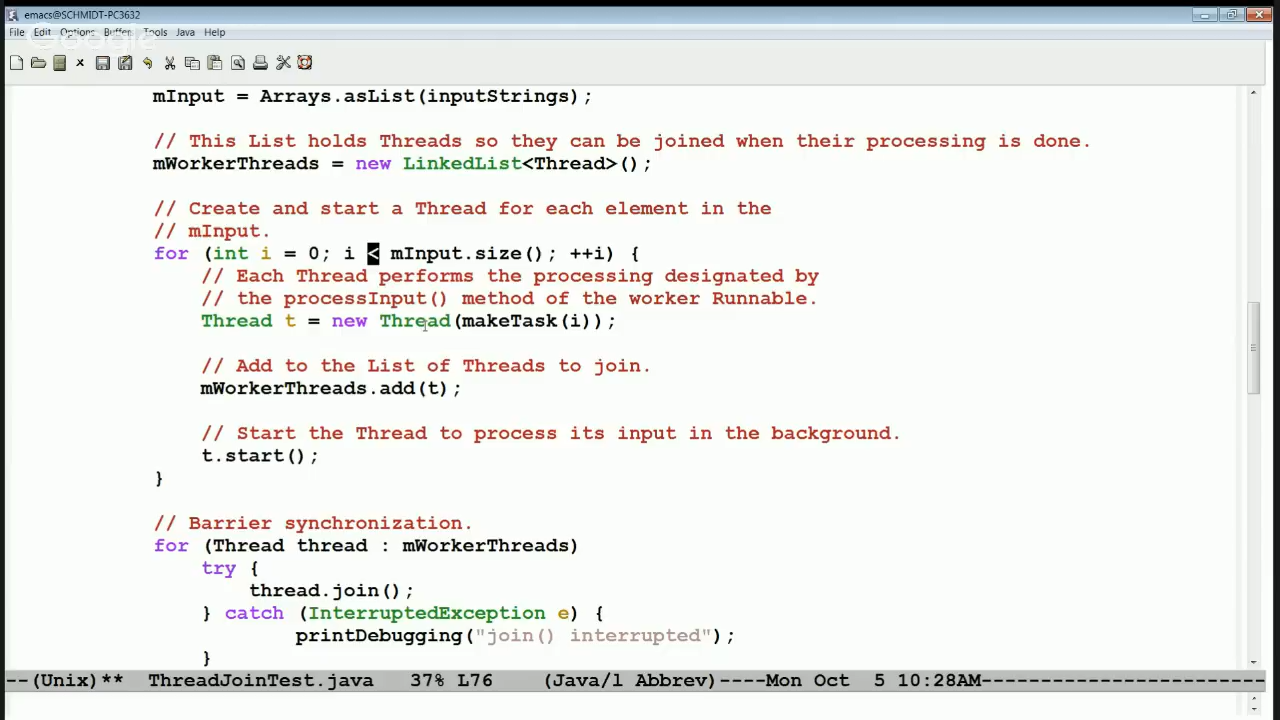 emacs@SCHMIDT-PC3632
File Edit Options Buffers Tools Java Help
Google
mInput = Arrays.asList(inputStrings);
// This List holds Threads so they can be joined when their processing is done.
mWorkerThreads = new LinkedList<Thread>();
// Create and start a Thread for each element in the
// mInput.
for (int i = 0; i < mInput.size(); ++i) {
// Each Thread performs the processing designated by
// the processInput() method of the worker Runnable.
Thread t = new Thread(makeTask(i));
// Add to the List of Threads to join.
mWorkerThreads.add(t);
// Start the Thread to process its input in the background.
t.start();
}
// Barrier synchronization.
for (Thread thread : mWorkerThreads)
try {
thread.join();
} catch (InterruptedException e) {
printDebugging("join() interrupted");
}
--(Unix)** ThreadJoinTest.java 37% L76 (Java/l Abbrev)----Mon Oct 5 10:28AM------------------------